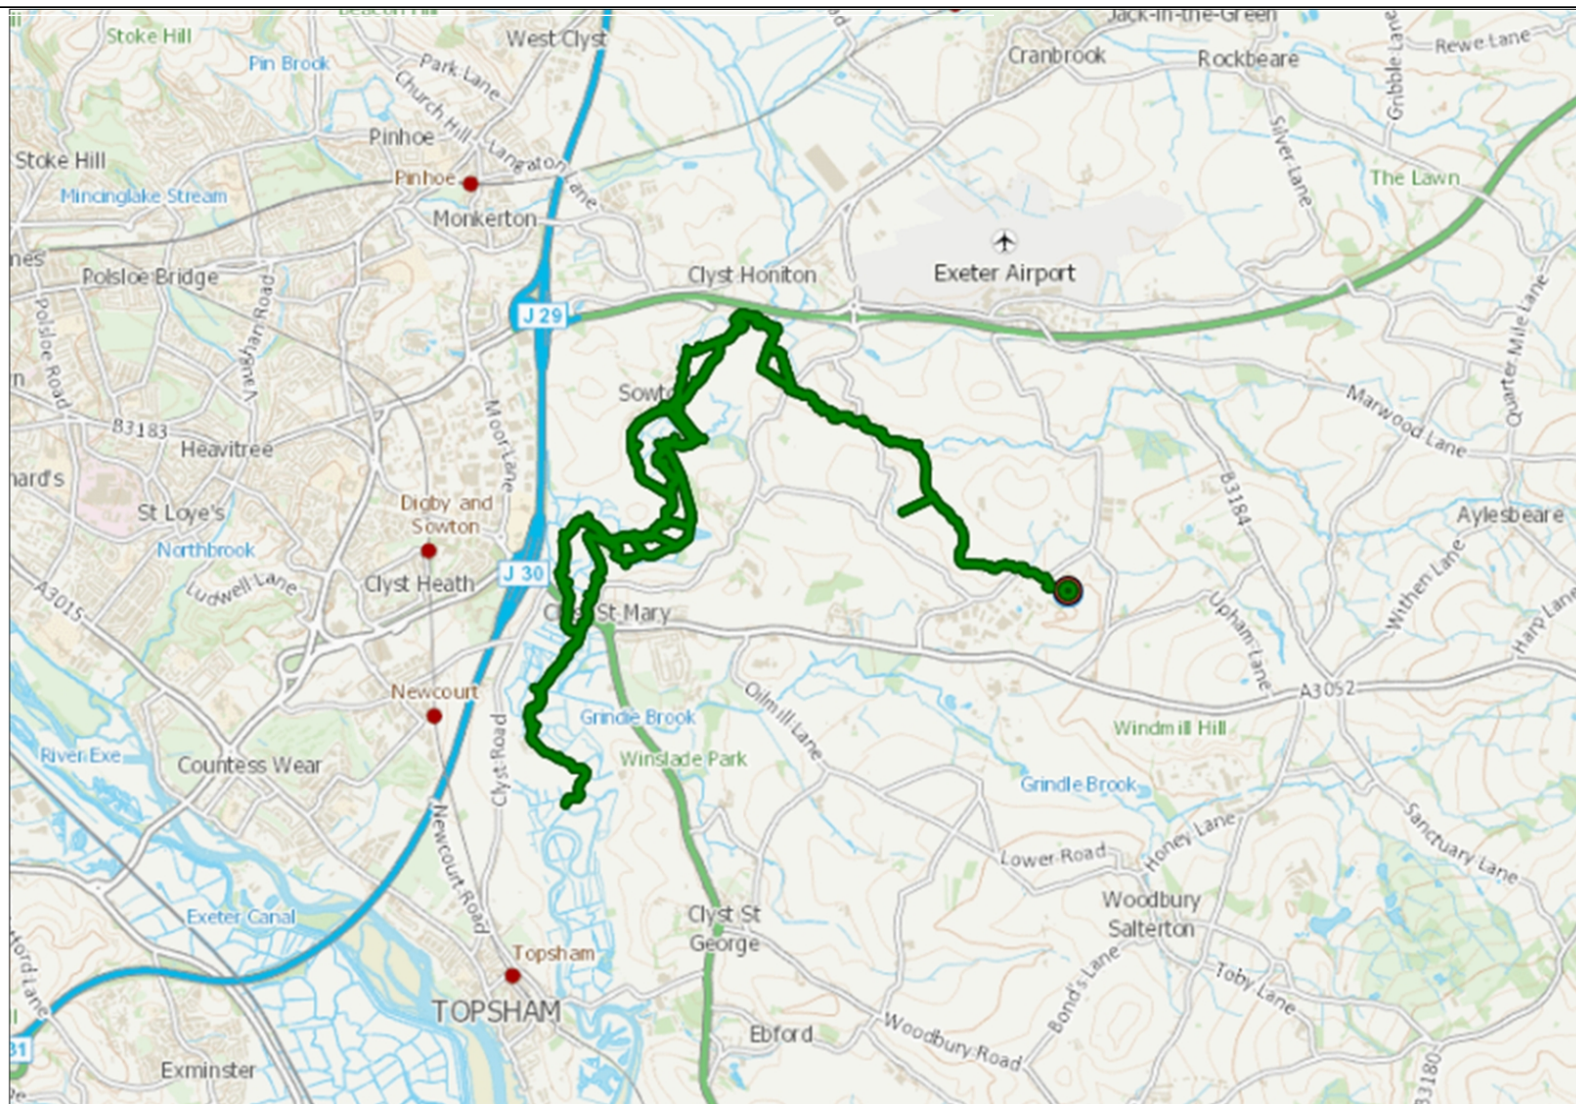 Stoke Hill
West Clyst
Jack-in-the-Green
Pin Brook
Park Lane
Church Hill
Cranbrook
Rockbeare
Gribble Lane
Rewe Lane
Pinhoe
Langaton Lane
Silver Lane
Stoke Hill
Pinhoe
The Lawn
Mincinglake Stream
Monkerton
Polsloe Bridge
Clyst Honiton
Exeter Airport
J 29
Polsloe Road
Vaughan Road
Quarter Mile Lane
Sowto
Marwood Lane
B3183
Moor Lane
Heavitree
nard's
B3184
St Loye's
Digby and
Sowton
Aylesbeare
Northbrook
Ludwell Lane
Clyst Heath
J 30
A3015
Clyst St Mary
Upham Lane
Withen Lane
Harp Lane
Newcourt
A3052
Oilmill Lane
Grindle Brook
Windmill Hill
Clyst Road
River Exe
Countess Wear
Winslade Park
Grindle Brook
Newcourt Road
Honey Lane
Sanctuary Lane
Lower Road
Exeter Canal
Clyst St
George
Woodbury
Salterton
Topsham
TOPSHAM
Bond's Lane
Toby Lane
Ebford
Woodbury Road
31
Exminster
B3180